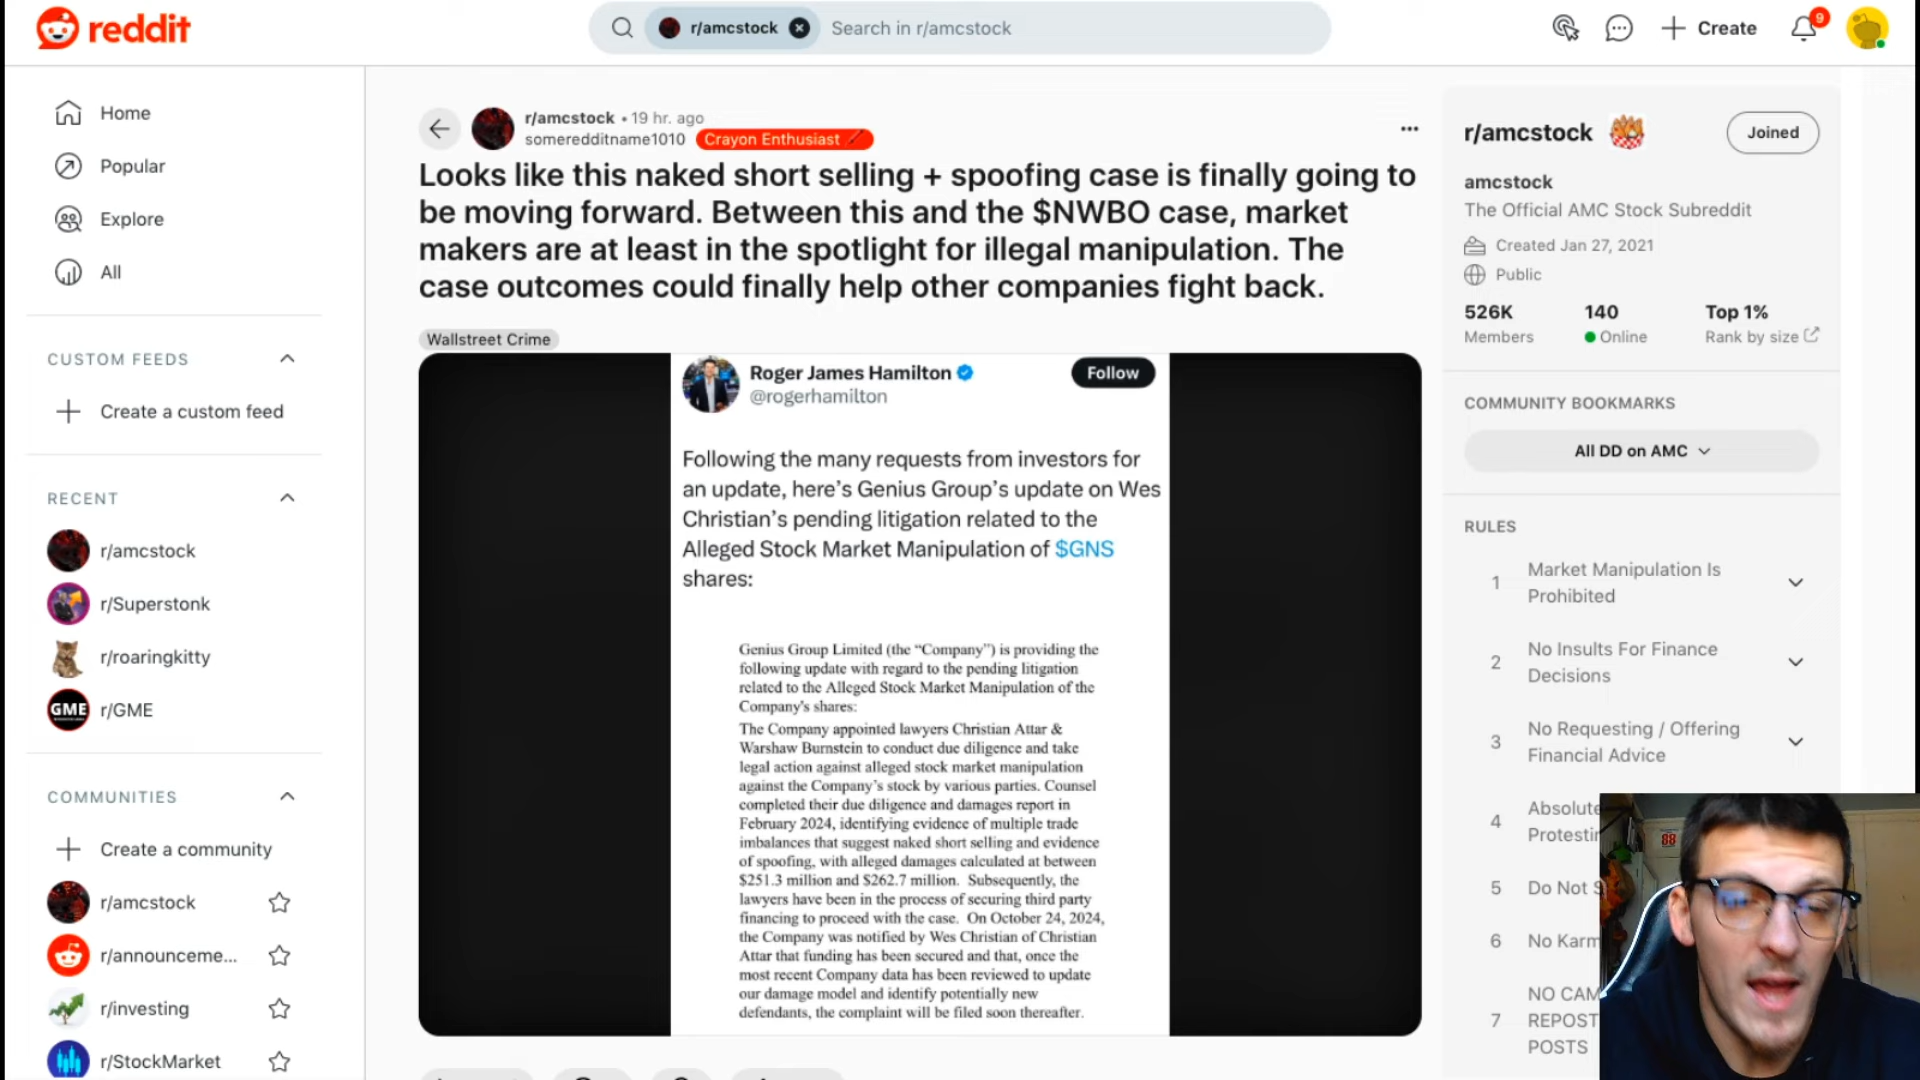 reddit
r/amcstock
Search in r/amcstock
Create
9
Home
Popular
Explore
All
CUSTOM FEEDS
Create a custom feed
RECENT
r/amcstock
r/Superstonk
r/roaringkitty
GME
r/GME
COMMUNITIES
Create a community
r/amcstock
r/announceme...
r/investing
r/StockMarket
r/amcstock • 19 hr. ago
someredditname1010 Crayon Enthusiast
Looks like this naked short selling + spoofing case is finally going to
be moving forward. Between this and the $NWBO case, market
makers are at least in the spotlight for illegal manipulation. The
case outcomes could finally help other companies fight back.
Wallstreet Crime
Roger James Hamilton
@rogerhamilton
Follow
Following the many requests from investors for
an update, here's Genius Group's update on Wes
Christian's pending litigation related to the
Alleged Stock Market Manipulation of $GNS
shares:
Genius Group Limited (the “Company”) is providing the
following update with regard to the pending litigation
related to the Alleged Stock Market Manipulation of the
Company's shares:
The Company appointed lawyers Christian Attar &
Warshaw Burnstein to conduct due diligence and take
legal action against alleged stock market manipulation
against the Company's stock by various parties. Counsel
completed their due diligence and damages report in
February 2024, identifying evidence of multiple trade
imbalances that suggest naked short selling and evidence
of spoofing, with alleged damages calculated at between
$251.3 million and $262.7 million. Subsequently, the
lawyers have been in the process of securing third party
financing to proceed with the case. On October 24, 2024,
the Company was notified by Wes Christian of Christian
Attar that funding has been secured and that, once the
most recent Company data has been reviewed to update
our damage model and identify potentially new
defendants, the complaint will be filed soon thereafter.
r/amcstock
Joined
amcstock
The Official AMC Stock Subreddit
Created Jan 27, 2021
Public
526K
Members
140
Online
Top 1%
Rank by size
COMMUNITY BOOKMARKS
All DD on AMC
RULES
1 Market Manipulation Is
Prohibited
2 No Insults For Finance
Decisions
3 No Requesting / Offering
Financial Advice
4 Absolute
Protestin
5 Do Not S
6 No Karm
7 NO CAM
REPOST
POSTS
88